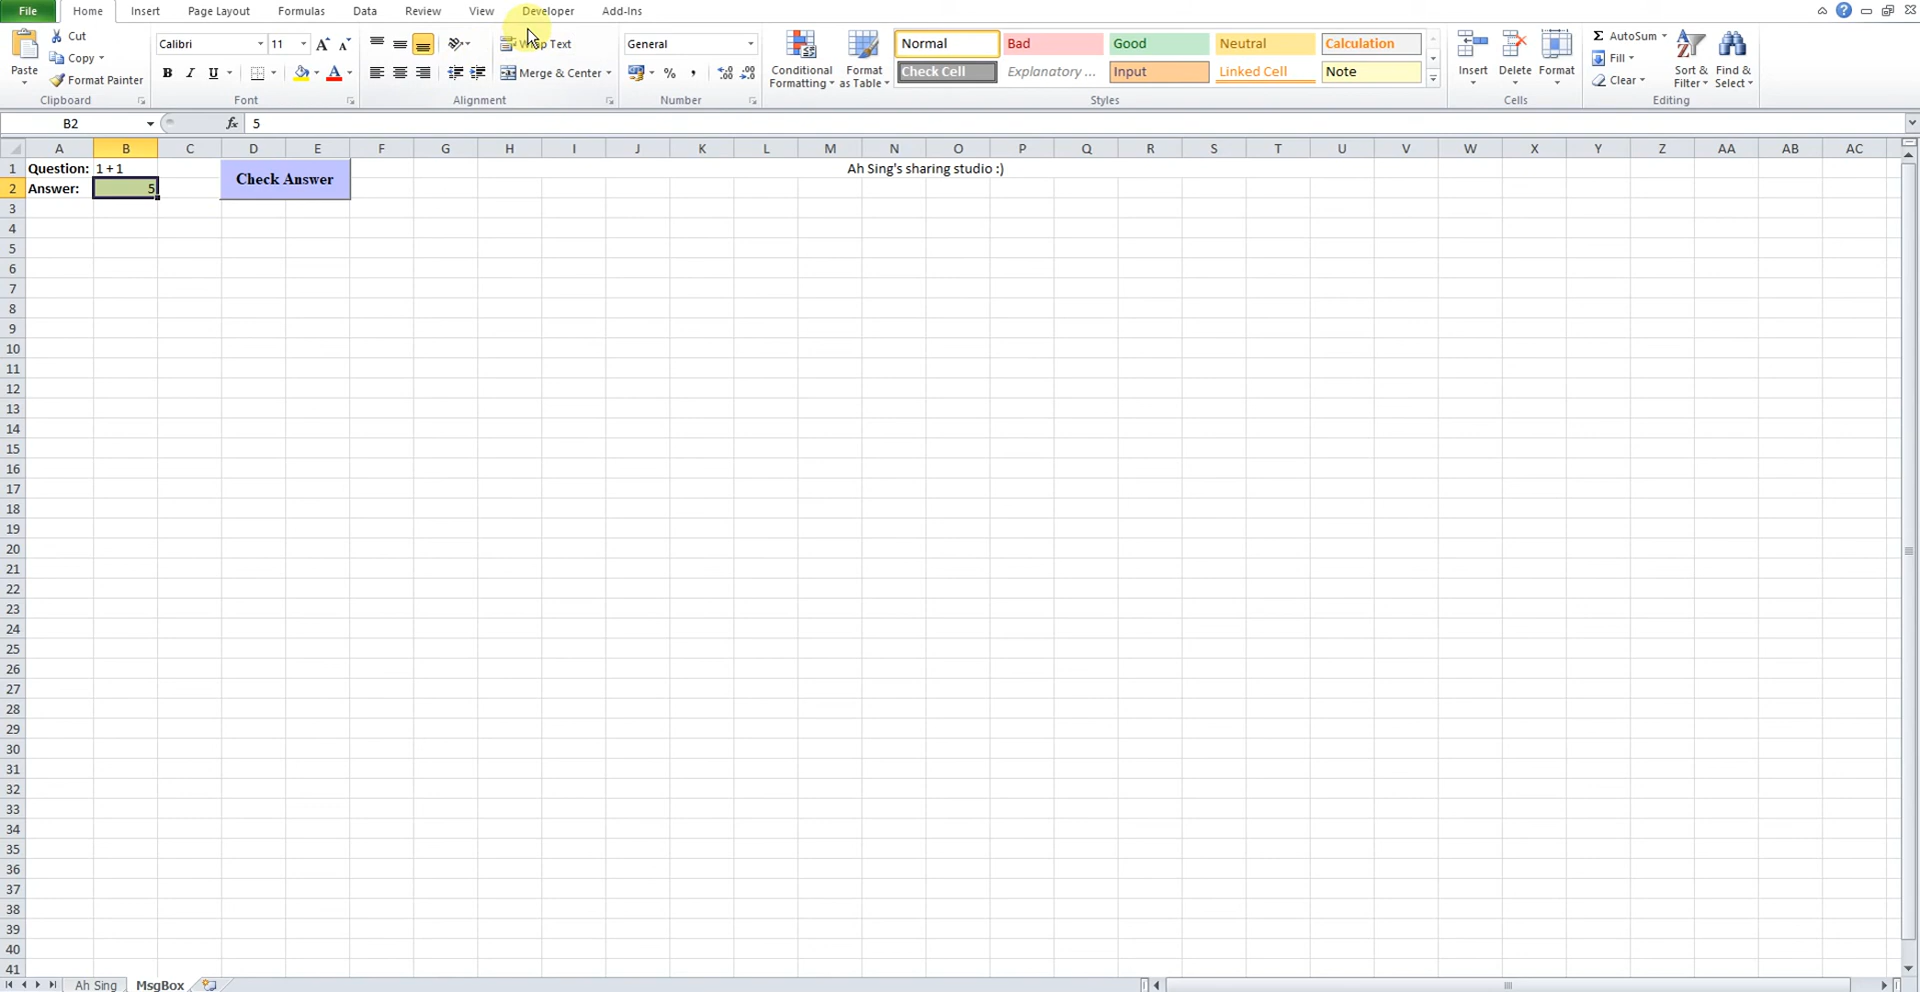 File Home Insert Page Layout Formulas Data Review View Developer Add-Ins
Cut
Copy
Format Painter
Paste
Clipboard
Calibri 11
B I U A
Font
Wrap Text
Merge & Center
Alignment
General
% ,
Number
Conditional Formatting
Format as Table
Normal Bad Good Neutral Calculation
Check Cell Explanatory ... Input Linked Cell Note
Styles
Insert Delete Format
Cells
Σ AutoSum
Fill
Clear
Sort & Filter
Find & Select
Editing
B2 fx 5
A B C D E F G H I J K L M N O P Q R S T U V W X Y Z AA AB AC
1 Question: 1 + 1 Ah Sing's sharing studio :)
2 Answer: 5
Check Answer
3
4
5
6
7
8
9
10
11
12
13
14
15
16
17
18
19
20
21
22
23
24
25
26
27
28
29
30
31
32
33
34
35
36
37
38
39
40
41
Ah Sing MsgBox